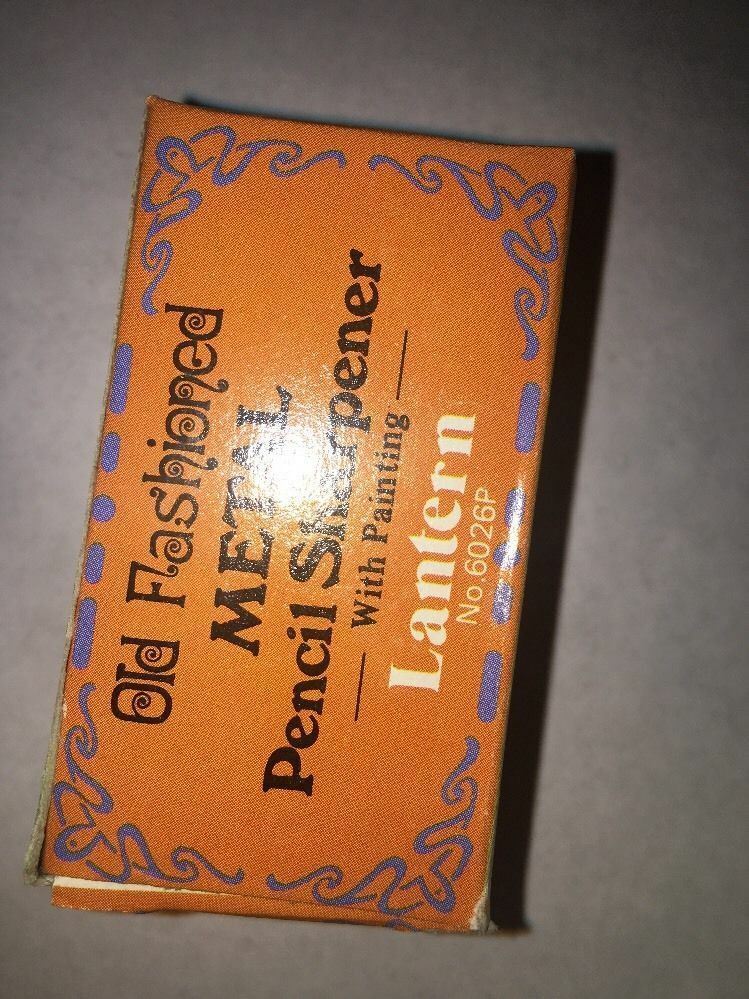 Old Fashioned
METAL
Pencil Sharpener
With Painting
Lantern
No.6026P